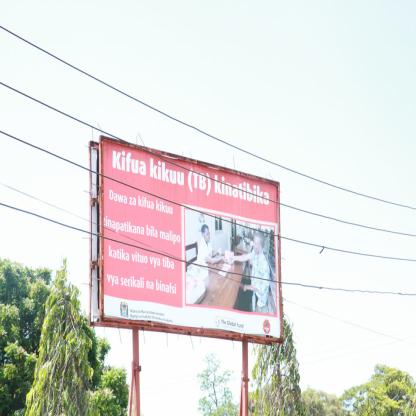 Kifua kikuu (TB) kinatibika
Dawa za kifua kikuu
zinapatikana bila malipo
katika vituo vya tiba
vya serikali na binafsi
The Global Fund